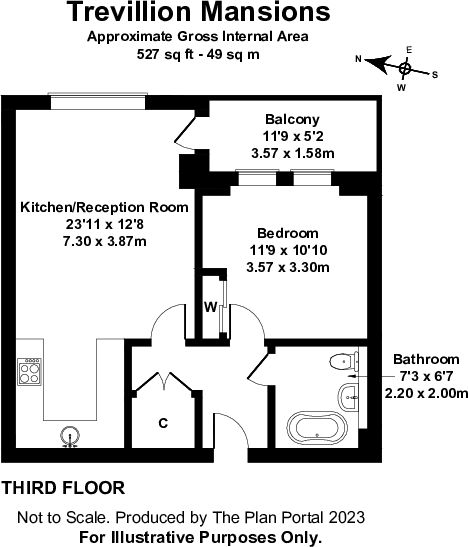 Trevillion Mansions
Approximate Gross Internal Area
527 sq ft - 49 sq m
E
N
S
W
Balcony
11'9 x 5'2
3.57 x 1.58m
Kitchen/Reception Room
23'11 x 12'8
7.30 x 3.87m
Bedroom
11'9 x 10'10
3.57 x 3.30m
W
Bathroom
7'3 x 6'7
2.20 x 2.00m
C
THIRD FLOOR
Not to Scale. Produced by The Plan Portal 2023
For Illustrative Purposes Only.